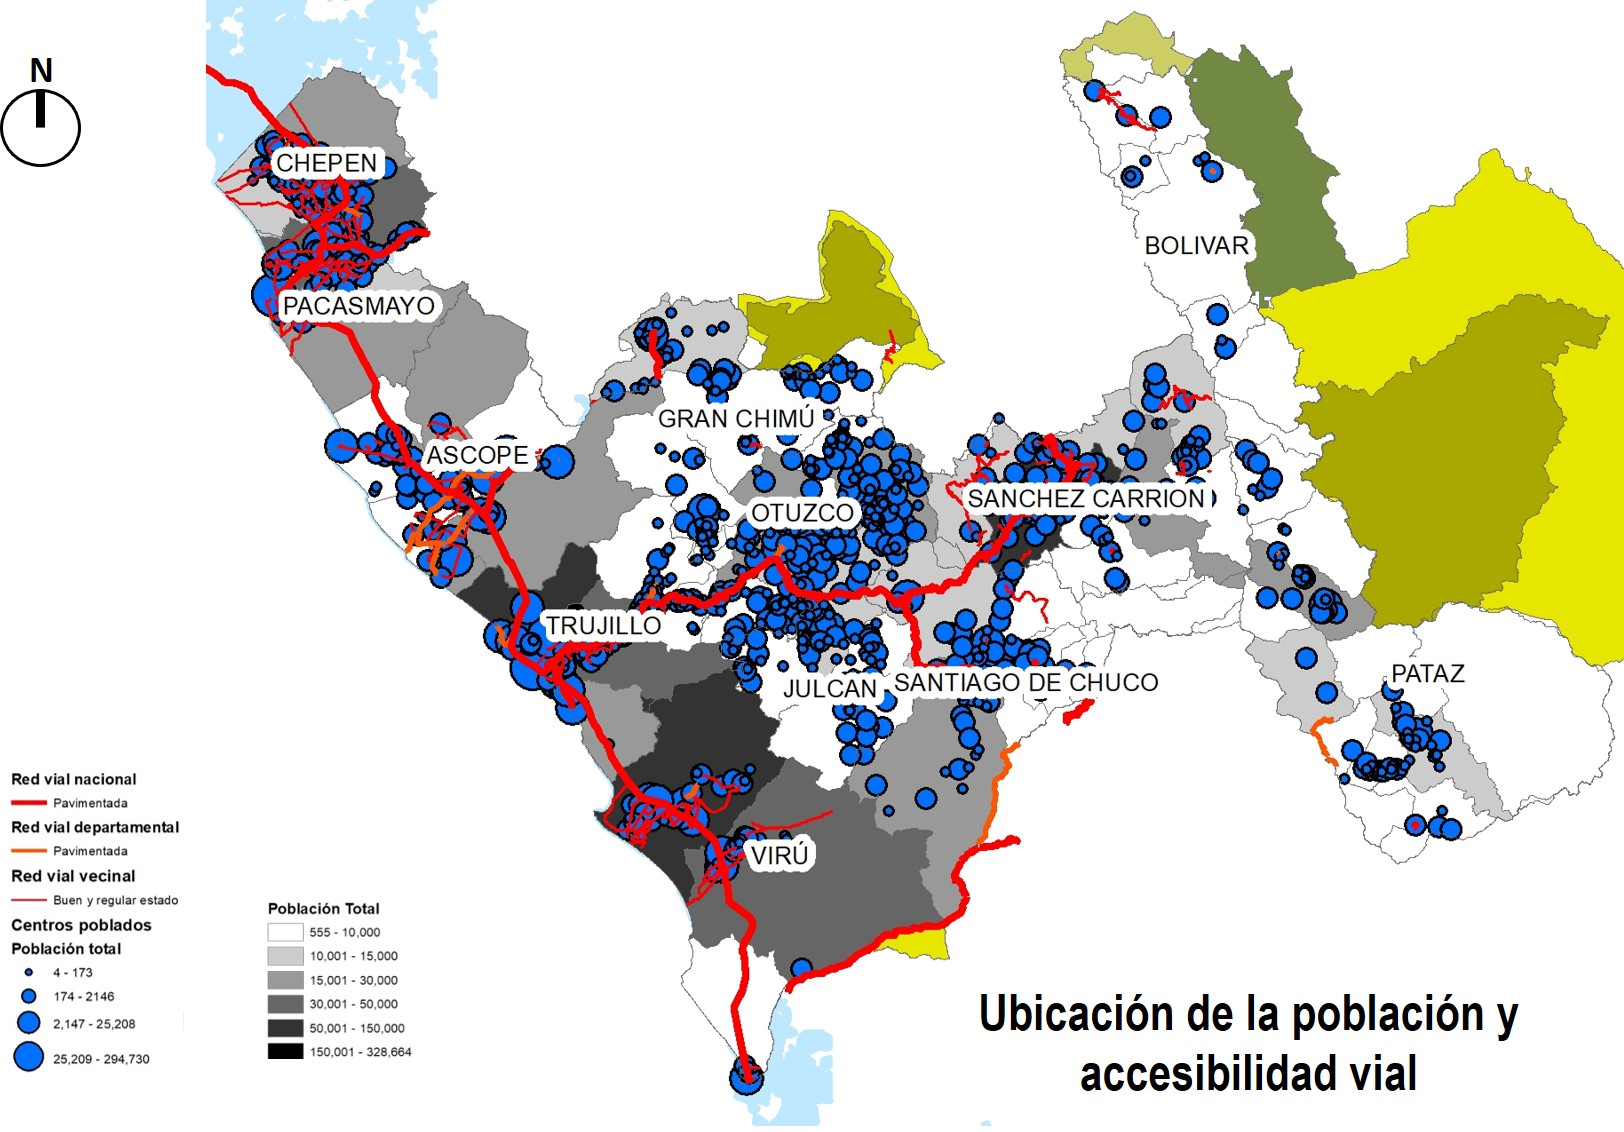 N
CHEPEN
PACASMAYO
BOLIVAR
GRAN CHIMÚ
ASCOPE
SANCHEZ CARRION
OTUZCO
TRUJILLO
JULCAN
SANTIAGO DE CHUCO
PATAZ
VIRÚ
Red vial nacional
Pavimentada
Red vial departamental
Pavimentada
Red vial vecinal
Buen y regular estado
Centros poblados
Población total
4 - 173
174 - 2146
2,147 - 25,208
25,209 - 294,730
Población Total
555 - 10,000
10,001 - 15,000
15,001 - 30,000
30,001 - 50,000
50,001 - 150,000
150,001 - 328,664
Ubicación de la población y
accesibilidad vial